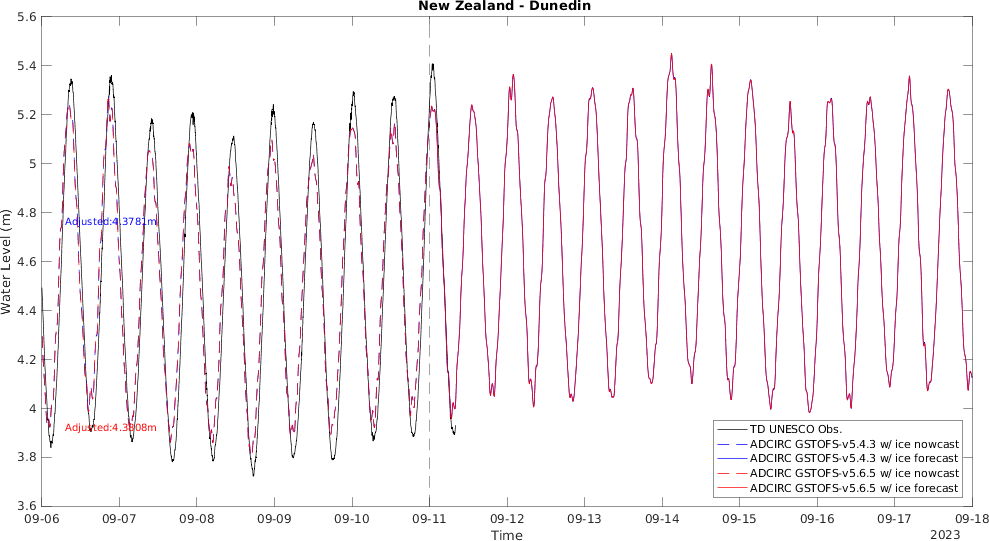 New Zealand - Dunedin
5.6
5.4
5.2
5
4.8
4.6
4.4
4.2
4
3.8
3.6
Water Level (m)
Adjusted:4.3781m
Adjusted:4.3808m
TD UNESCO Obs.
ADCIRC GSTOFS-v5.4.3 w/ ice nowcast
ADCIRC GSTOFS-v5.4.3 w/ ice forecast
ADCIRC GSTOFS-v5.6.5 w/ ice nowcast
ADCIRC GSTOFS-v5.6.5 w/ ice forecast
09-06 09-07 09-08 09-09 09-10 09-11 09-12 09-13 09-14 09-15 09-16 09-17 09-18
Time
2023